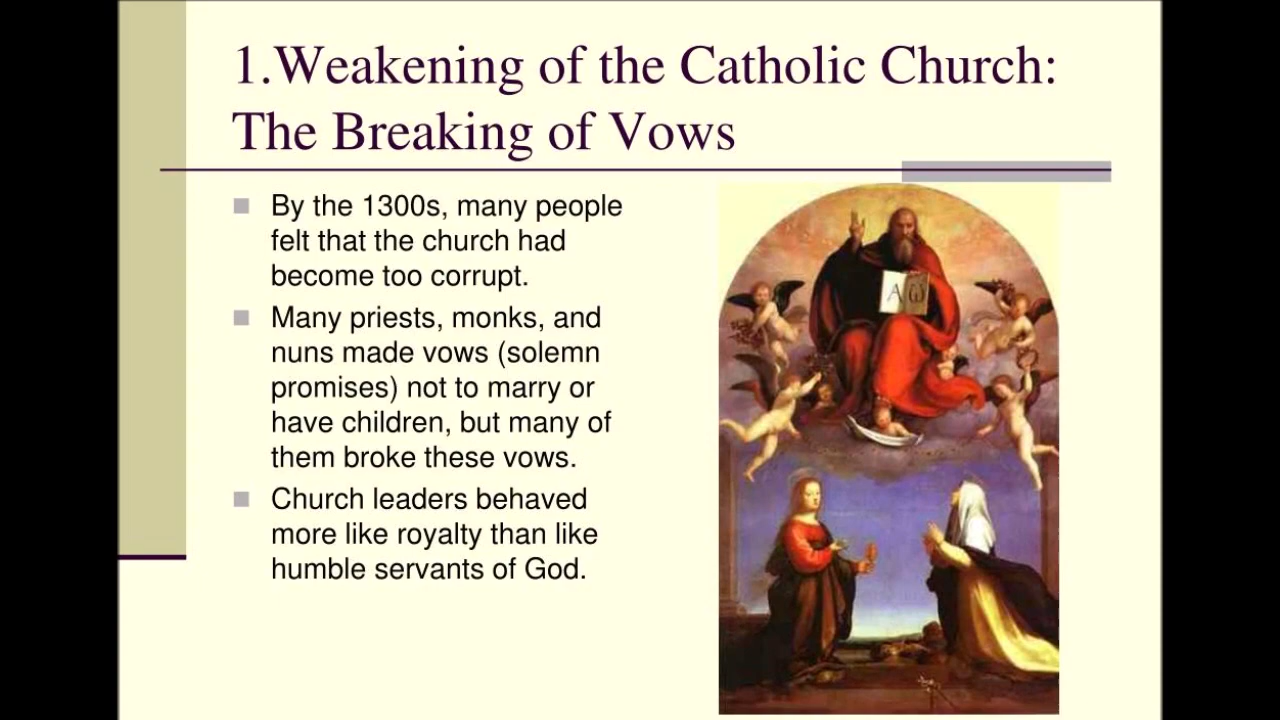 1.Weakening of the Catholic Church:
The Breaking of Vows
By the 1300s, many people
felt that the church had
become too corrupt.
Many priests, monks, and
nuns made vows (solemn
promises) not to marry or
have children, but many of
them broke these vows.
Church leaders behaved
more like royalty than like
humble servants of God.
Α ω